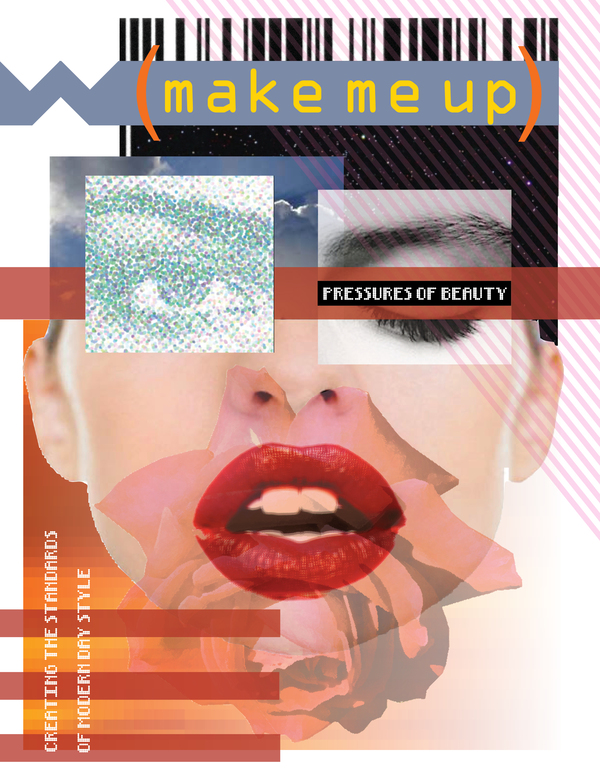 (make me up)
PRESSURES OF BEAUTY
CREATING THE STANDARDS
OF MODERN DAY STYLE